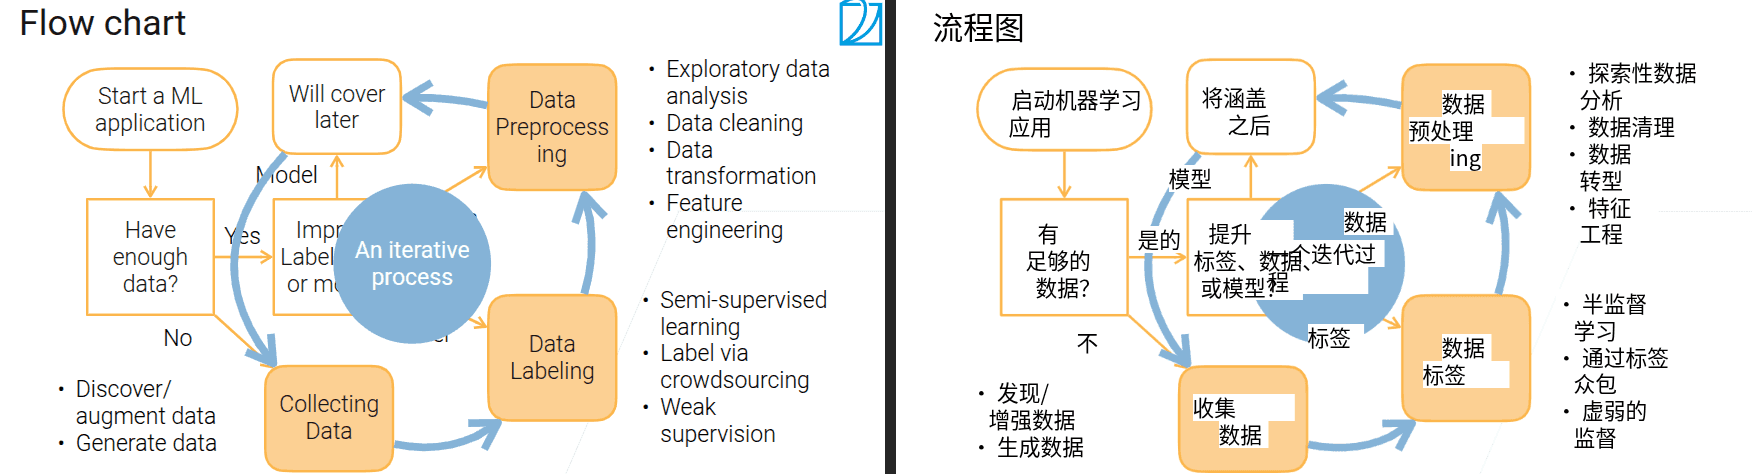 Flow chart
Start a ML
application
Will cover
later
Data
Preprocess
ing
• Exploratory data
analysis
• Data cleaning
• Data
transformation
• Feature
engineering
Model
Have
enough
data?
Yes
An iterative
process
No
Data
Labeling
• Semi-supervised
learning
• Label via
crowdsourcing
• Weak
supervision
• Discover/
augment data
• Generate data
Collecting
Data
流程图
启动机器学习
应用
将涵盖
之后
数据
预处理
ing
• 探索性数据
分析
• 数据清理
• 数据
转型
• 特征
工程
模型
有
足够的
数据?
是的
提升
标签、数据、
或模型?
数据
个迭代过
程
标签
不
数据
标签
• 半监督
学习
• 通过标签
众包
• 虚弱的
监督
• 发现/
增强数据
• 生成数据
收集
数据